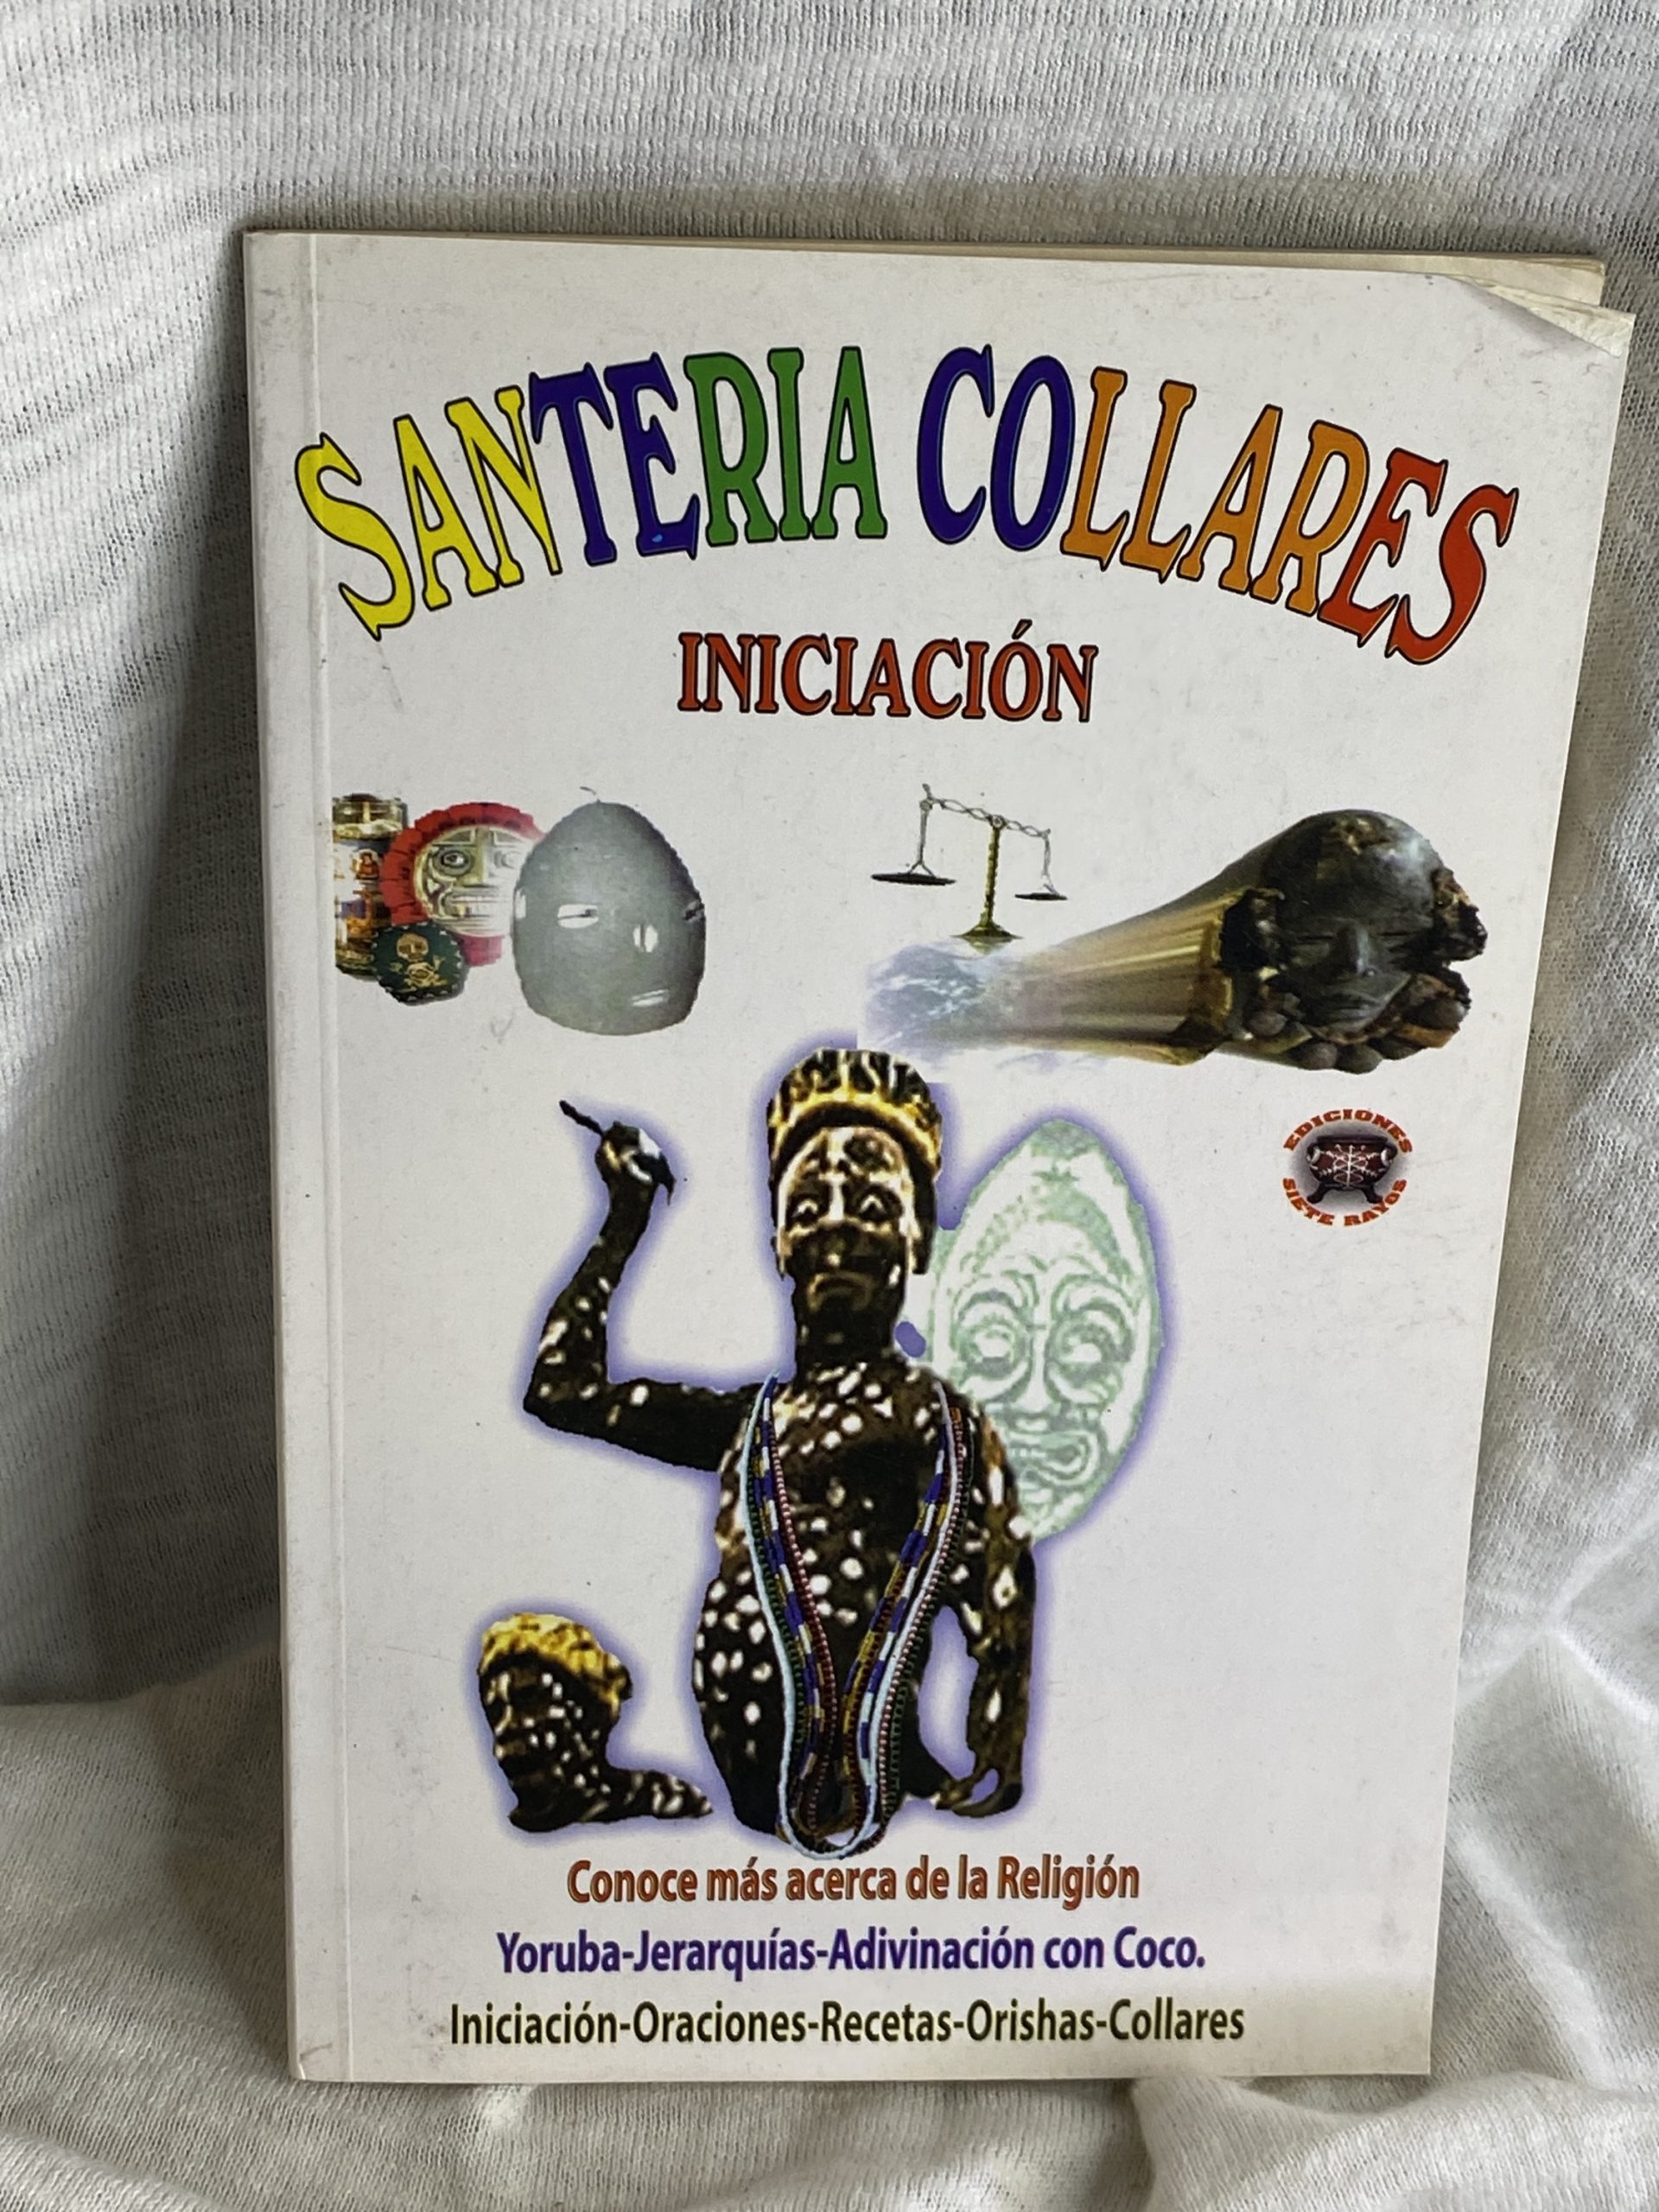 SANTERIA COLLARES
INICIACIÓN
EDICIONES
SIETE RAYOS
Conoce más acerca de la Religión
Yoruba-Jerarquías-Adivinación con Coco.
Iniciación-Oraciones-Recetas-Orishas-Collares